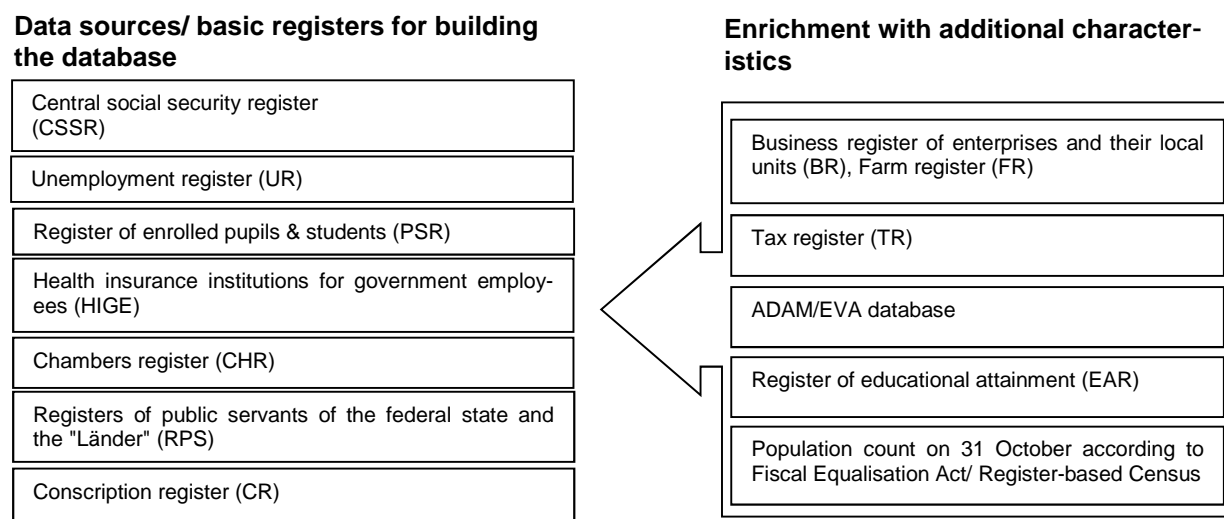 Data sources/ basic registers for building
the database
Central social security register
(CSSR)
Unemployment register (UR)
Register of enrolled pupils & students (PSR)
Health insurance institutions for government employ-
ees (HIGE)
Chambers register (CHR)
Registers of public servants of the federal state and
the "Länder" (RPS)
Conscription register (CR)
Enrichment with additional character-
istics
Business register of enterprises and their local
units (BR), Farm register (FR)
Tax register (TR)
ADAM/EVA database
Register of educational attainment (EAR)
Population count on 31 October according to
Fiscal Equalisation Act/ Register-based Census